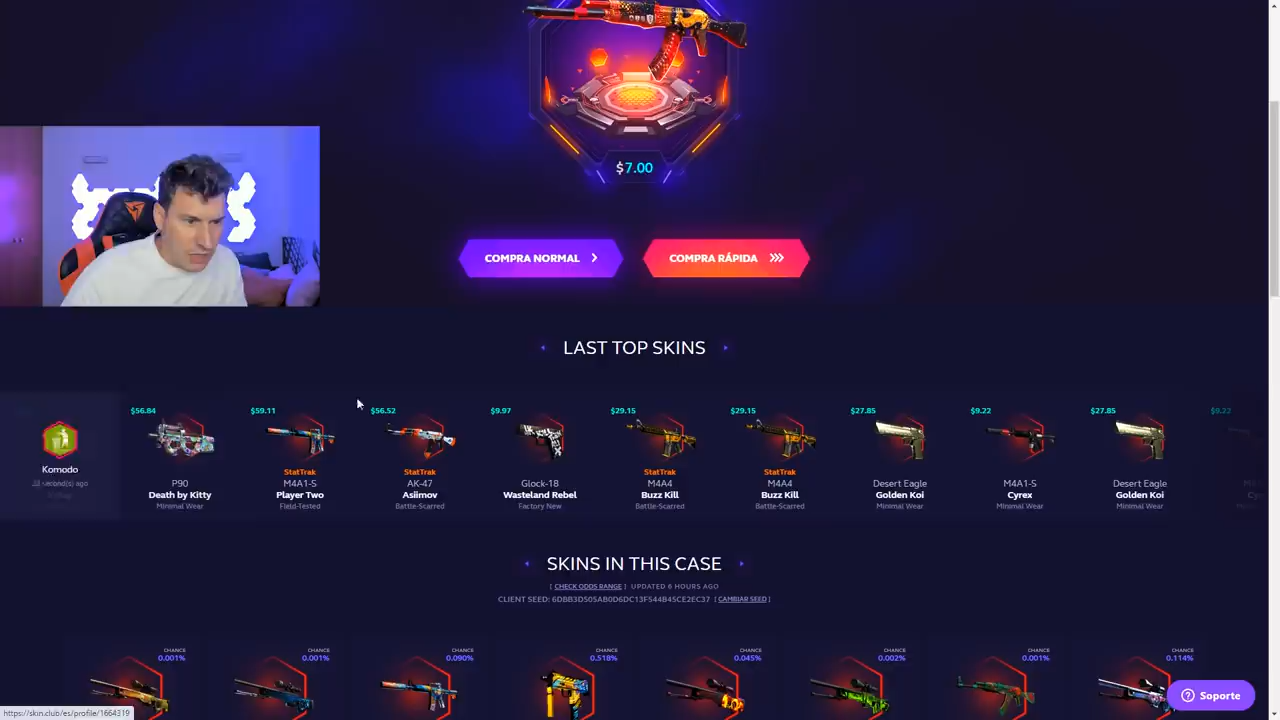 $7.00
COMPRA NORMAL
COMPRA RÁPIDA
LAST TOP SKINS
$56.84
$59.11
$56.52
$9.97
$29.15
$29.15
$27.85
$9.22
$27.85
$9.22
Komodo
second(s) ago
StatTrak
StatTrak
StatTrak
StatTrak
P90
M4A1-S
AK-47
Glock-18
M4A4
M4A4
Desert Eagle
M4A1-S
Desert Eagle
Death by Kitty
Player Two
Asiimov
Wasteland Rebel
Buzz Kill
Buzz Kill
Golden Koi
Cyrex
Golden Koi
Minimal Wear
Field-Tested
Battle-Scarred
Factory New
Battle-Scarred
Battle-Scarred
Minimal Wear
Minimal Wear
Minimal Wear
SKINS IN THIS CASE
[ CHECK ODDS RANGE ] UPDATED 6 HOURS AGO
CLIENT SEED: 6DBB3D505AB0D6DC13F544B45CE2EC37 [ CAMBIAR SEED ]
CHANCE
CHANCE
CHANCE
CHANCE
CHANCE
CHANCE
CHANCE
CHANCE
0.001%
0.001%
0.090%
0.518%
0.045%
0.002%
0.001%
0.114%
Soporte
https://skin.club/es/profile/1664319